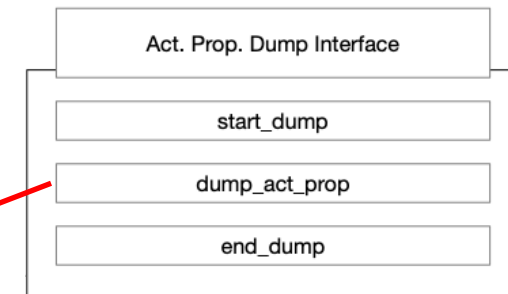 Act. Prop. Dump Interface
start_dump
dump_act_prop
end_dump